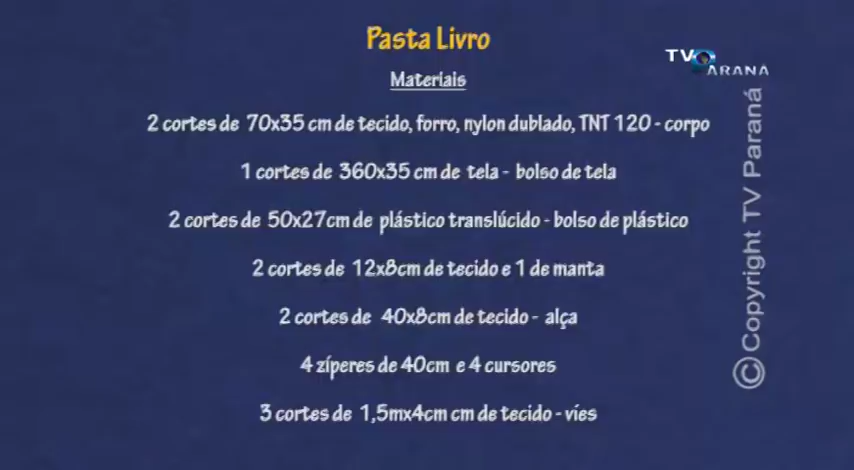 Pasta Livro
TV PARANÁ
Materiais
2 cortes de 70x35 cm de tecido, forro, nylon dublado, TNT 120 - corpo
1 cortes de 360x35 cm de tela - bolso de tela
2 cortes de 50x27cm de plástico translúcido - bolso de plástico
2 cortes de 12x8cm de tecido e 1 de manta
2 cortes de 40x8cm de tecido - alça
4 zíperes de 40cm e 4 cursores
3 cortes de 1,5mx4cm cm de tecido - víes
© Copyright TV Paraná